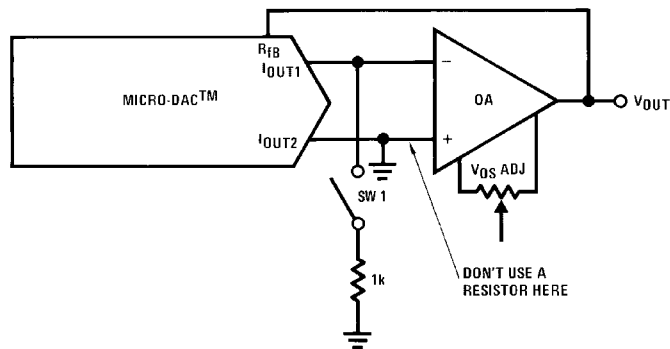 RfB
IOUT1
MICRO-DAC™
OA
−
+
VOUT
IOUT2
VOS ADJ
SW 1
1k
DON'T USE A
RESISTOR HERE